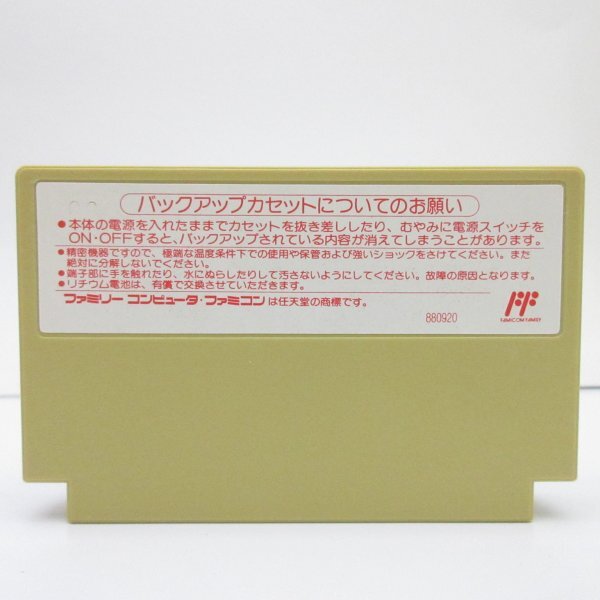 バックアップカセットについてのお願い
●本体の電源を入れたままでカセットを抜き差ししたり、むやみに電源スイッチを
ON・OFFすると、バックアップされている内容が消えてしまうことがあります。
●精密機器ですので、極端な温度条件下での使用や保管および強いショックをさけてください。また
絶対に分解しないでください。
●端子部に手を触れたり、水にぬらしたりして汚さないようにしてください。故障の原因となります。
●リチウム電池は、有償で交換させていただきます。
ファミリーコンピュータ・ファミコンは任天堂の商標です。
880920
FAMICOM FAMILY